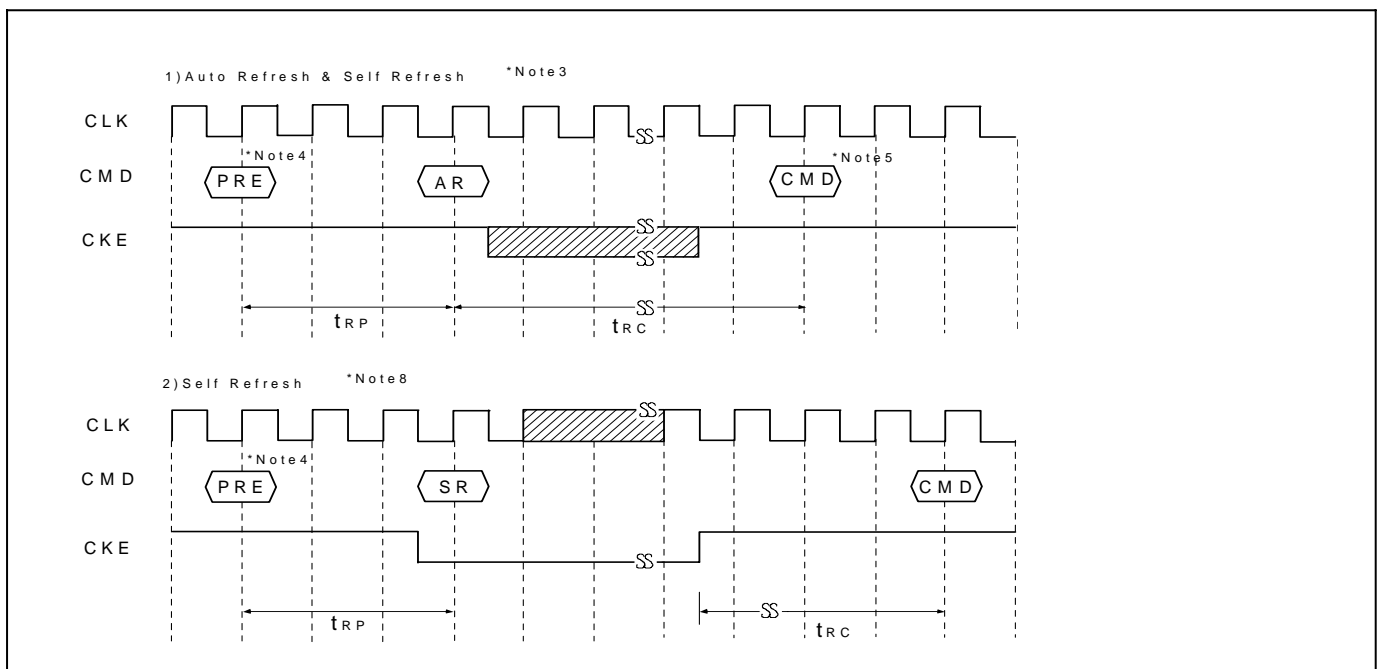 1)Auto Refresh & Self Refresh *Note3
CLK
*Note4 *Note5
CMD PRE AR CMD
CKE
tRP tRC
2)Self Refresh *Note8
CLK
*Note4
CMD PRE SR CMD
CKE
tRP tRC